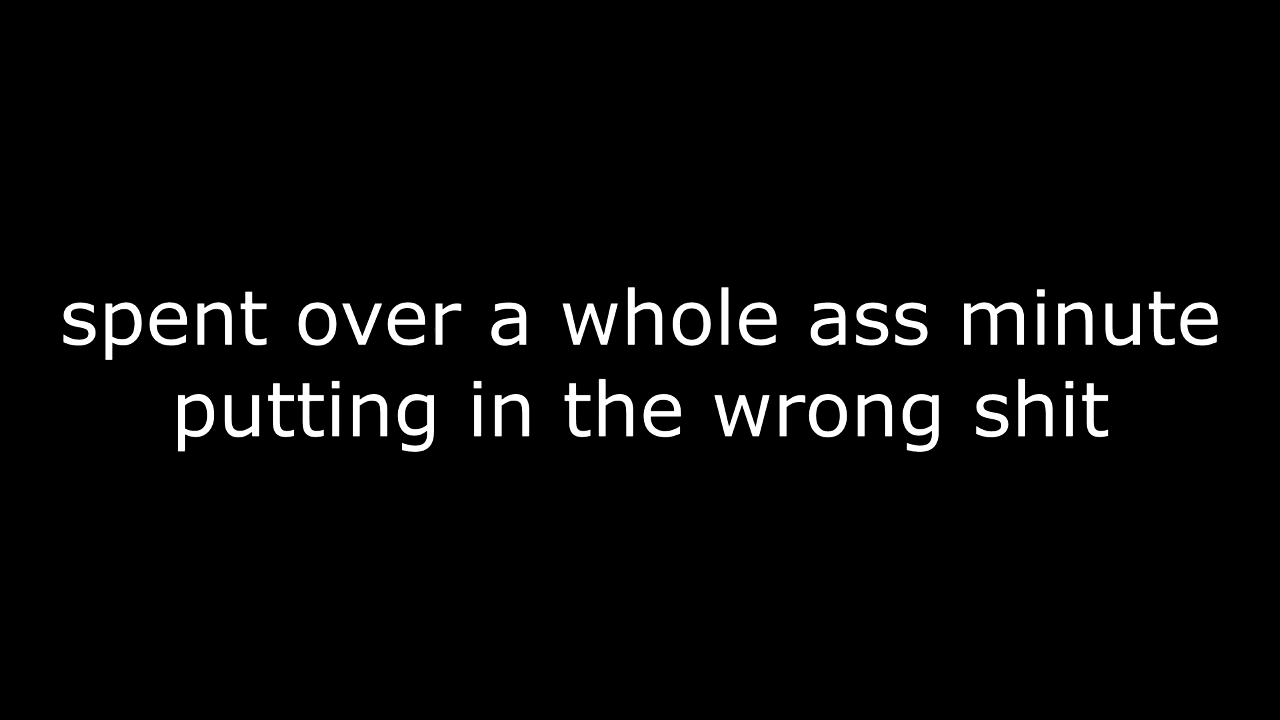 spent over a whole ass minute
putting in the wrong shit